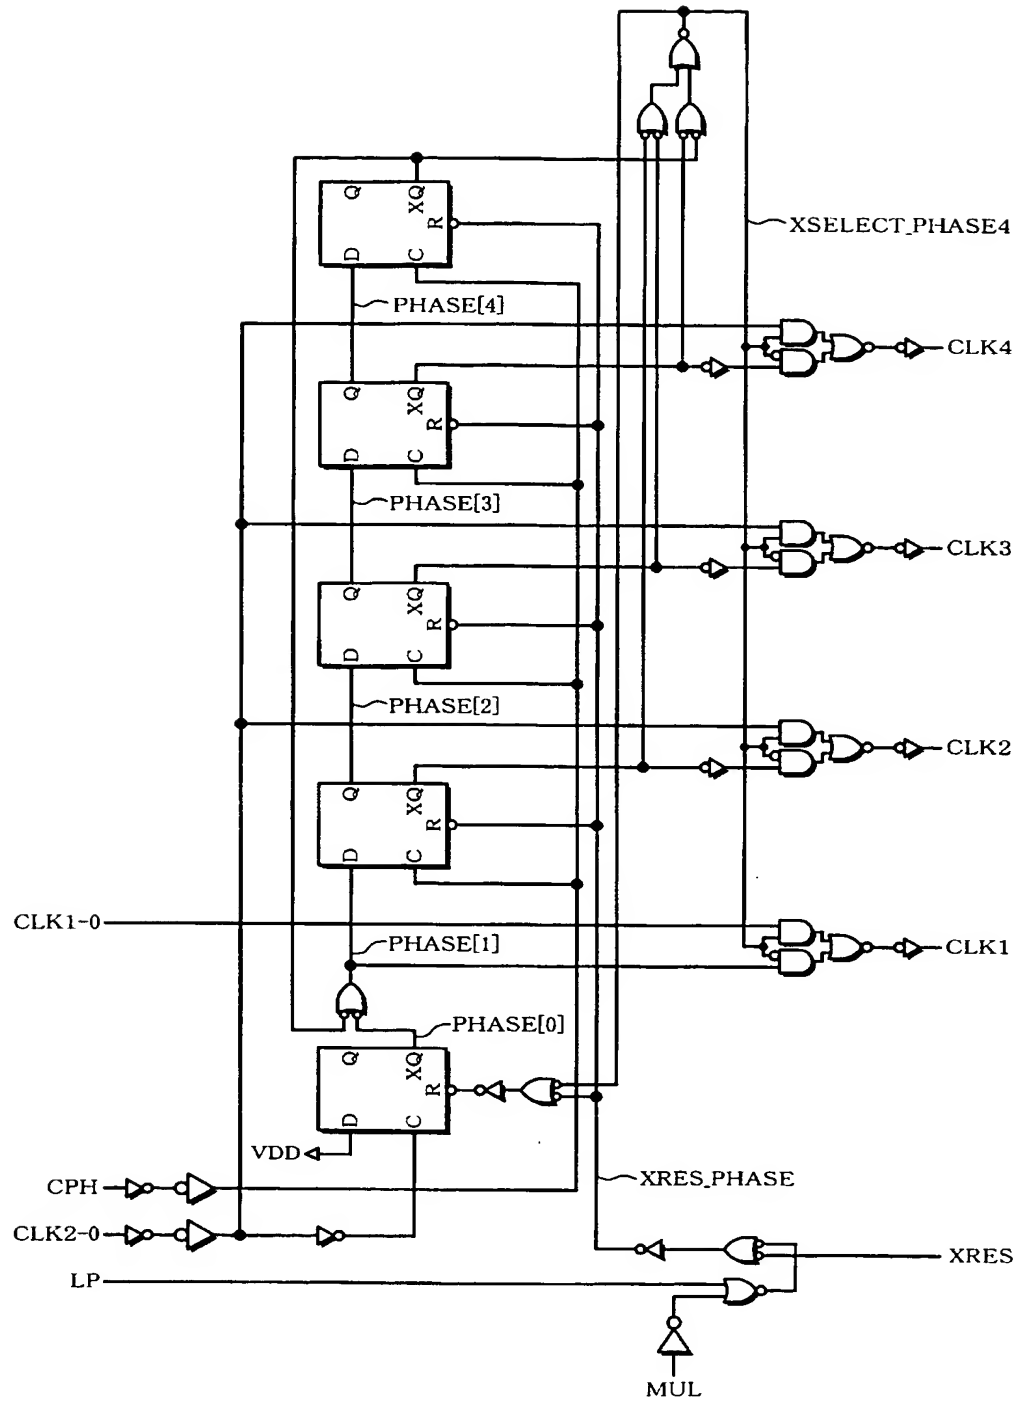 Q
XQ
R
D
C
XSELECT_PHASE4
PHASE[4]
CLK4
Q
XQ
R
D
C
PHASE[3]
CLK3
Q
XQ
R
D
C
PHASE[2]
CLK2
Q
XQ
R
D
C
CLK1-0
PHASE[1]
CLK1
PHASE[0]
Q
XQ
R
D
C
VDD
CPH
XRES_PHASE
CLK2-0
XRES
LP
MUL